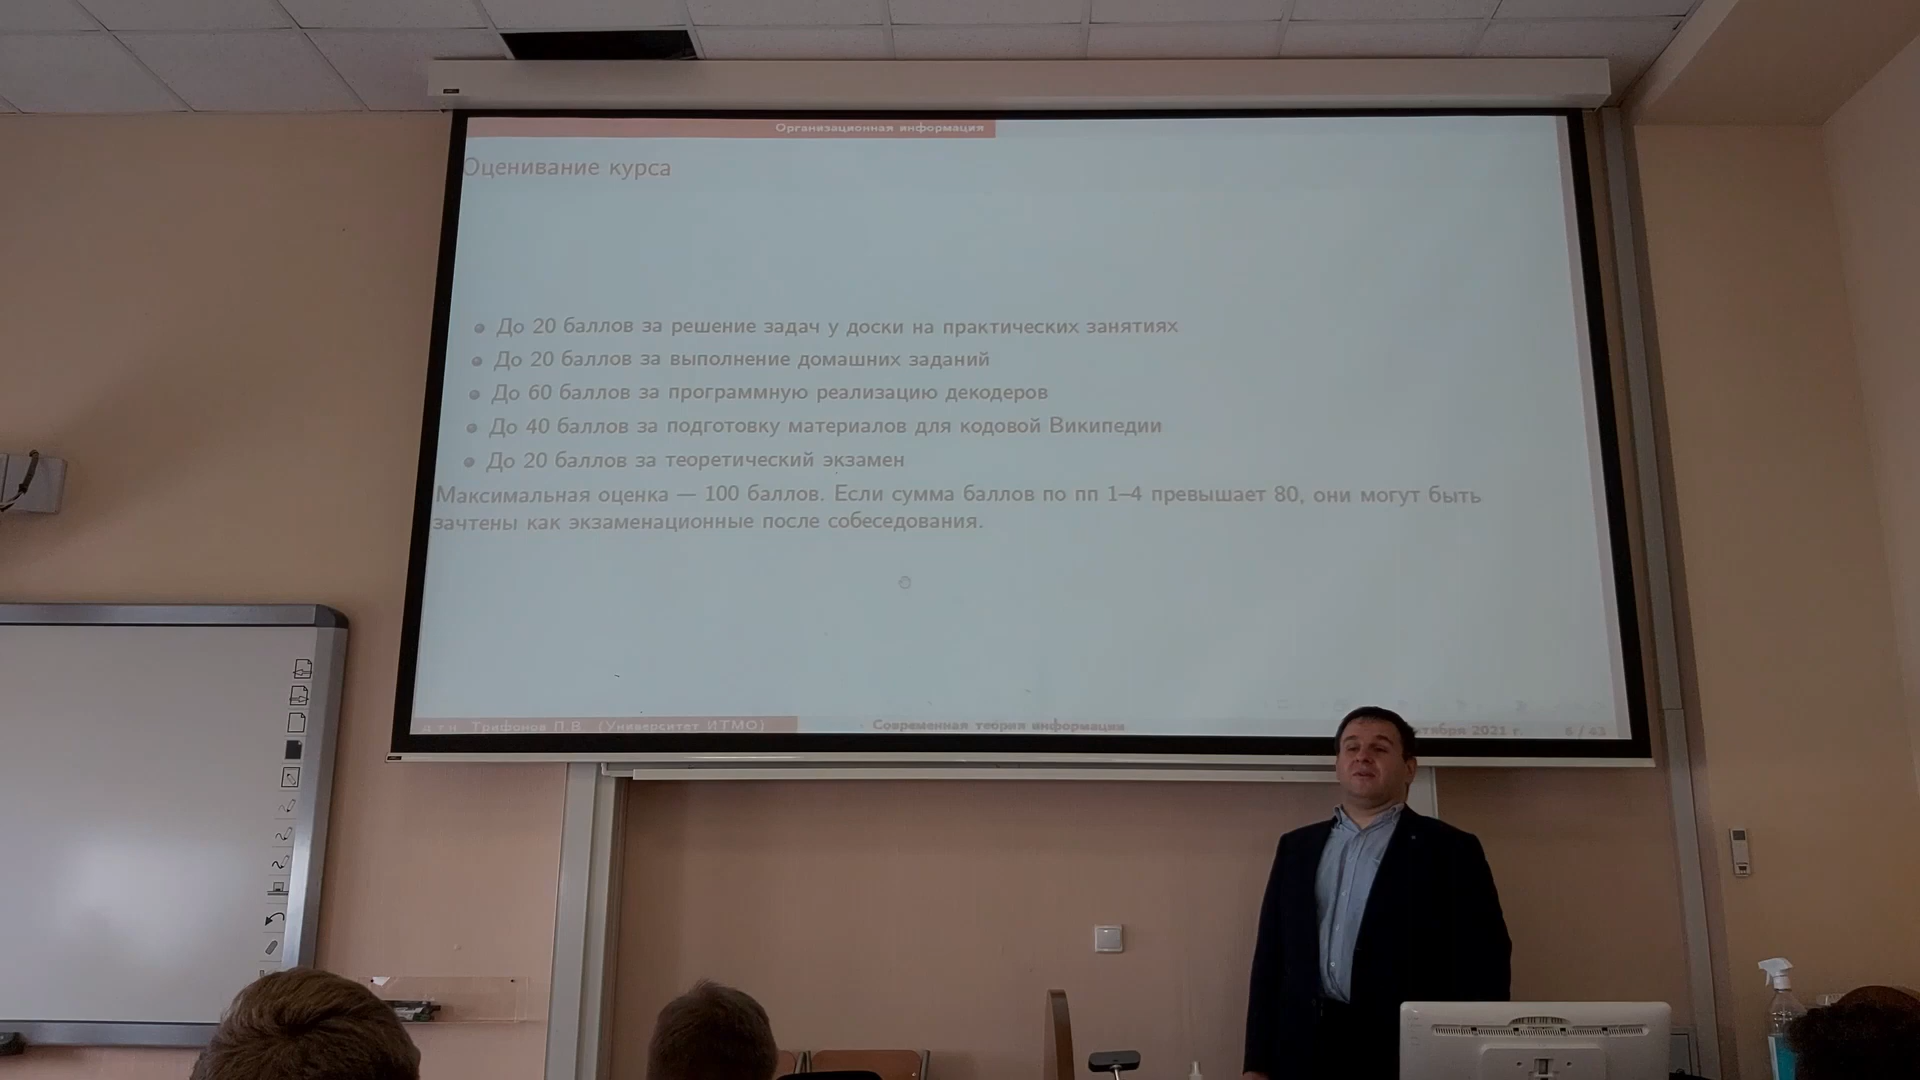 Организационная информация
Оценивание курса
До 20 баллов за решение задач у доски на практических занятиях
До 20 баллов за выполнение домашних заданий
До 60 баллов за программную реализацию декодеров
До 40 баллов за подготовку материалов для кодовой Википедии
До 20 баллов за теоретический экзамен
Максимальная оценка — 100 баллов. Если сумма баллов по пп 1–4 превышает 80, они могут быть
зачтены как экзаменационные после собеседования.
д.т.н. Трифонов П.В. (Университет ИТМО) Современная теория информации 2021 г. / 43